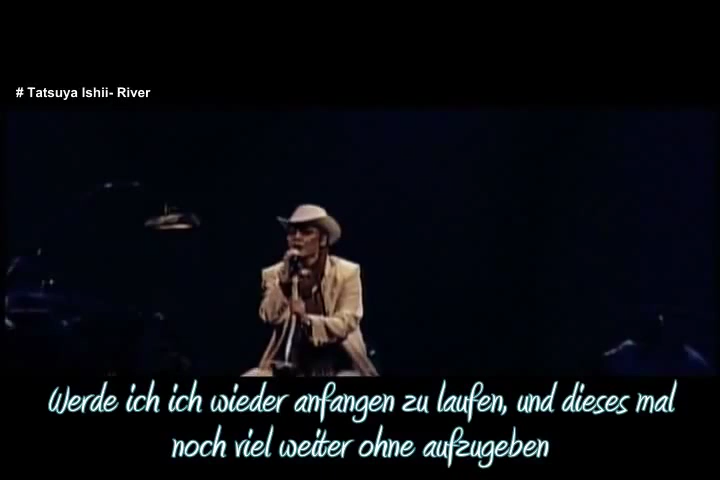 # Tatsuya Ishii- River
Werde ich ich wieder anfangen zu laufen, und dieses mal
noch viel weiter ohne aufzugeben